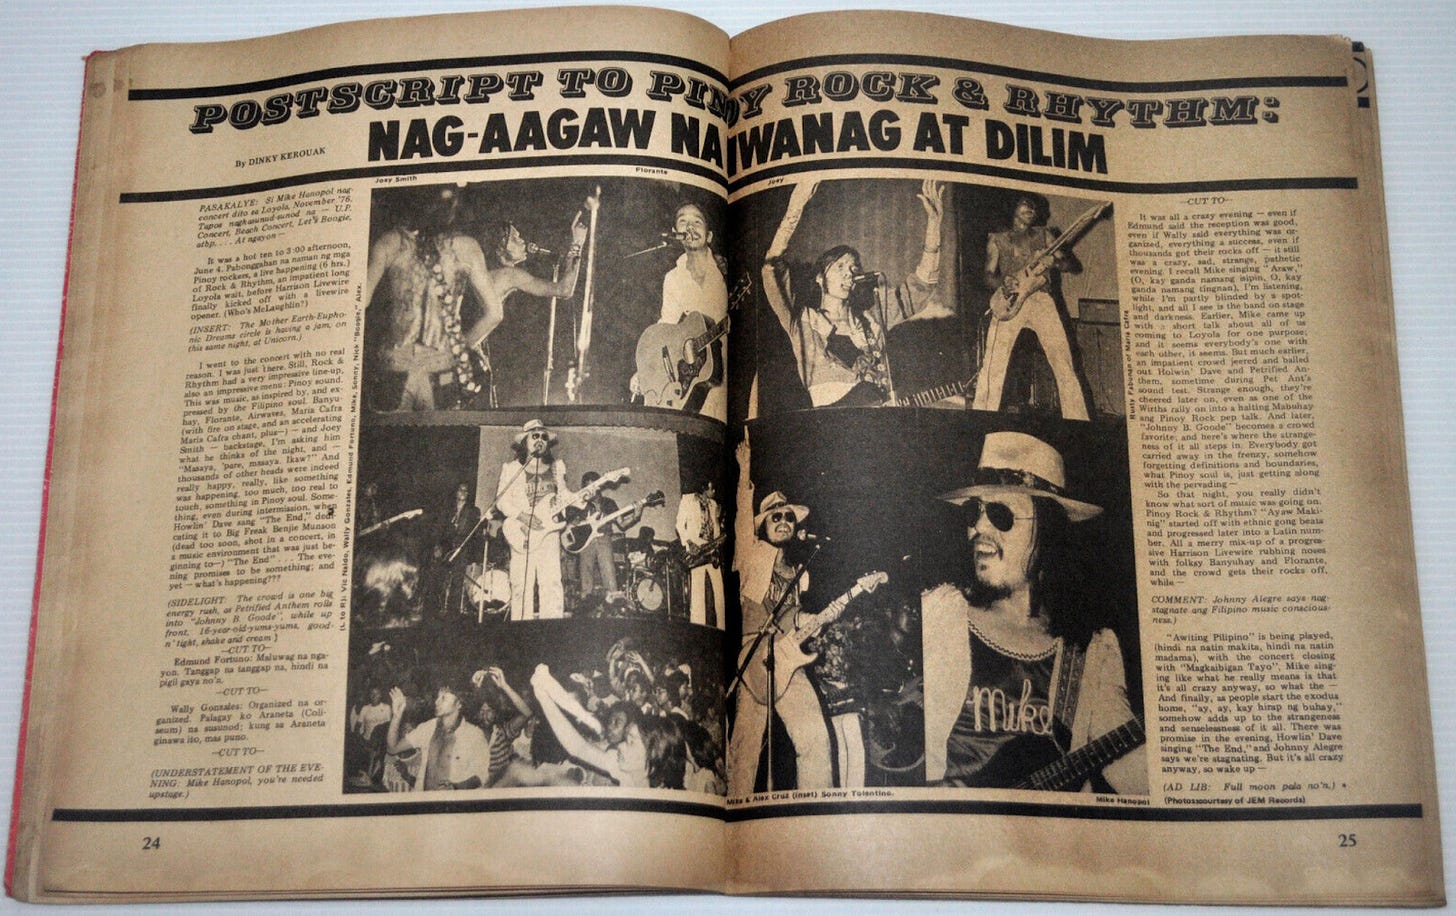 POSTSCRIPT TO PINOY ROCK & RHYTHM:
NAG-AAGAW NA IWANAG AT DILIM
By DINKY KEROUAK
PASAKALYE: Si Mike Hanopol nag-
concert dito sa Loyola, November '76.
Tapos nagkasunud-sunod na — U.P.
Concert, Beach Concert, Let's Boogie,
atbp. . . . At ngayon —
It was a hot ten to 3:00 afternoon,
June 4. Pabonggahan na naman ng mga
Pinoy rockers, a live happening (6 hrs.)
of Rock & Rhythm, an impatient long
Loyola wait, before Harrison Livewire
finally kicked off with a livewire
opener. (Who's McLaughlin?)
(INSERT: The Mother Earth-Eupho-
nic Dreams circle is having a jam, on
this same night, at Unicorn.)
I went to the concert with no real
reason. I was just there. Still, Rock &
Rhythm had a very impressive line-up,
also an impressive menu: Pinoy sound.
This was music, as inspired by, and ex-
pressed by the Filipino soul. Banyu-
hay, Florante, Airwaves, Maria Cafra
(with fire on stage, and an accelerating
Maria Cafra chant, plus—) — and Joey
Smith — backstage, I'm asking him
what he thinks of the night, and —
"Masaya, 'pare, masaya. Ikaw?" And
thousands of other heads were indeed
really happy, really, like something
was happening, too much, too real to
touch, something in Pinoy soul. Some-
thing, even during intermission, when
Howlin' Dave sang "The End," dedi-
cating it to Big Freak Benjie Munson
(dead too soon, shot in a concert, in
a music environment that was just be-
ginning to—) "The End" . . . The eve-
ning promises to be something; and
yet — what's happening???
(SIDELIGHT: The crowd is one big
energy rush, as Petrified Anthem rolls
into "Johnny B. Goode", while up
front, 16-year-old-yums-yums, good-
n' tight, shake and cream.)
—CUT TO—
Edmund Fortuno: Maluwag na nga-
yon. Tanggap na tanggap na, hindi na
pigil gaya no'n.
—CUT TO—
Wally Gonzales: Organized na or-
ganized. Palagay ko Araneta (Coli-
seum) na susunod; kung sa Araneta
ginawa ito, mas puno.
—CUT TO—
(UNDERSTATEMENT OF THE EVE-
NING: Mike Hanopol, you're needed
upstage.)
24
Joey Smith
Florante
(L to R): Vic Naldo, Wally Gonzales, Edmund Fortuno, Mike, Sonny, Nick "Boogie," Alex.
Joey
Rusty Pabunan of Maria Cafra
Mike
Mike & Alex Cruz (inset) Sonny Tolentino.
Mike Hanopol
—CUT TO—
It was all a crazy evening — even if
Edmund said the reception was good,
even if Wally said everything was or-
ganized, everything a success, even if
thousands got their rocks off — it still
was a crazy, sad, strange, pathetic
evening. I recall Mike singing "Araw,"
(O, kay ganda namang isipin, O, kay
ganda namang tingnan), I'm listening,
while I'm partly blinded by a spot-
light, and all i see is the band on stage
and darkness. Earlier, Mike came up
with a short talk about all of us
coming to Loyola for one purpose;
and it seems everybody's one with
each other, it seems. But much earlier,
an impatient crowd jeered and balled
out Holwin' Dave and Petrified An-
them, sometime during Pet Ant's
sound test. Strange enough, they're
cheered later on, even as one of the
Wirths rally on into a halting Mabuhay
ang Pinoy Rock pep talk. And later,
"Johnny B. Goode" becomes a crowd
favorite; and here's where the strange-
ness of it all steps in. Everybody got
carried away in the frenzy, somehow
forgetting definitions and boundaries,
what Pinoy soul is, just getting along
with the pervading —
So that night, you really didn't
know what sort of music was going on.
Pinoy Rock & Rhythm? "Ayaw Maki-
nig" started off with ethnic gong beats
and progressed later into a Latin num-
ber. All a merry mix-up of a progres-
sive Harrison Livewire rubbing noses
with folksy Banyuhay and Florante,
and the crowd gets their rocks off,
while —
COMMENT: Johnny Alegre says nag-
stagnate ang Filipino music conscious-
ness.)
"Awiting Pilipino" is being played,
(hindi na natin makita, hindi na natin
madama), with the concert closing
with "Magkaibigan Tayo", Mike sing-
ing like what he really means is that
it's all crazy anyway, so what the —
And finally, as people start the exodus
home, "ay, ay, kay hirap ng buhay,"
somehow adds up to the strangeness
and senselessness of it all. There was
promise in the evening, Howlin' Dave
singing "The End," and Johnny Alegre
says we're stagnating. But it's all crazy
anyway, so wake up —
(AD LIB: Full moon pala no'n.) •
(Photos:courtesy of JEM Records)
25